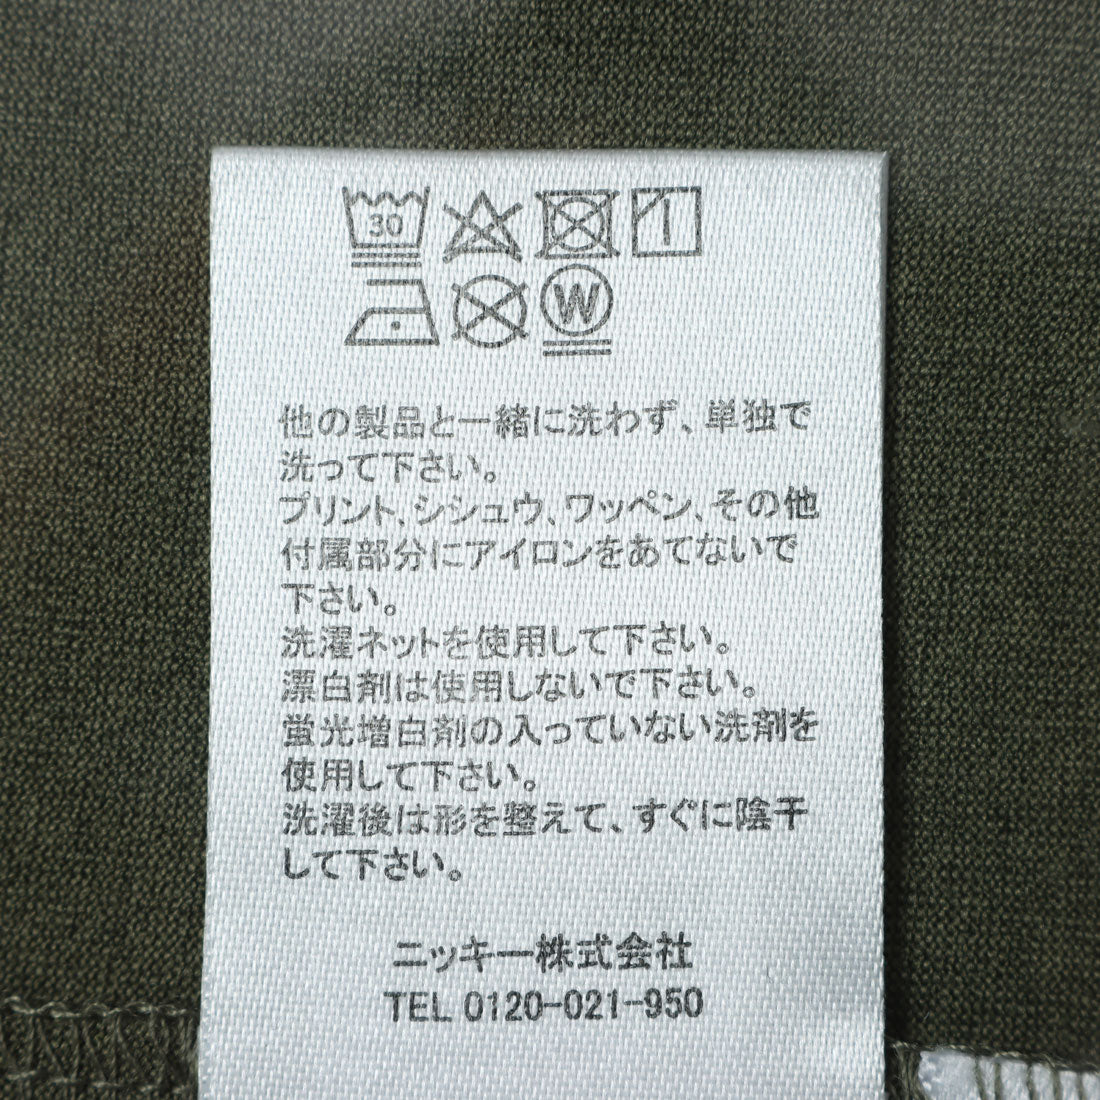 30
W
他の製品と一緒に洗わず、単独で
洗って下さい。
プリント、シシュウ、ワッペン、その他
付属部分にアイロンをあてないで
下さい。
洗濯ネットを使用して下さい。
漂白剤は使用しないで下さい。
蛍光増白剤の入っていない洗剤を
使用して下さい。
洗濯後は形を整えて、すぐに陰干
して下さい。
ニッキー株式会社
TEL 0120-021-950